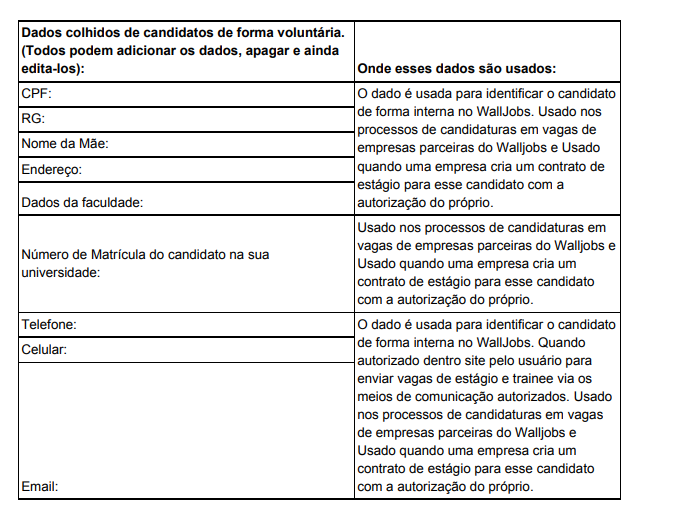 Dados colhidos de candidatos de forma voluntária.
(Todos podem adicionar os dados, apagar e ainda
edita-los):
Onde esses dados são usados:
CPF:
RG:
Nome da Mãe:
Endereço:
Dados da faculdade:
O dado é usada para identificar o candidato
de forma interna no WallJobs. Usado nos
processos de candidaturas em vagas de
empresas parceiras do Walljobs e Usado
quando uma empresa cria um contrato de
estágio para esse candidato com a
autorização do próprio.
Número de Matrícula do candidato na sua
universidade:
Usado nos processos de candidaturas em
vagas de empresas parceiras do Walljobs e
Usado quando uma empresa cria um
contrato de estágio para esse candidato
com a autorização do próprio.
Telefone:
Celular:
Email:
O dado é usada para identificar o candidato
de forma interna no WallJobs. Quando
autorizado dentro site pelo usuário para
enviar vagas de estágio e trainee via os
meios de comunicação autorizados. Usado
nos processos de candidaturas em vagas
de empresas parceiras do Walljobs e
Usado quando uma empresa cria um
contrato de estágio para esse candidato
com a autorização do próprio.